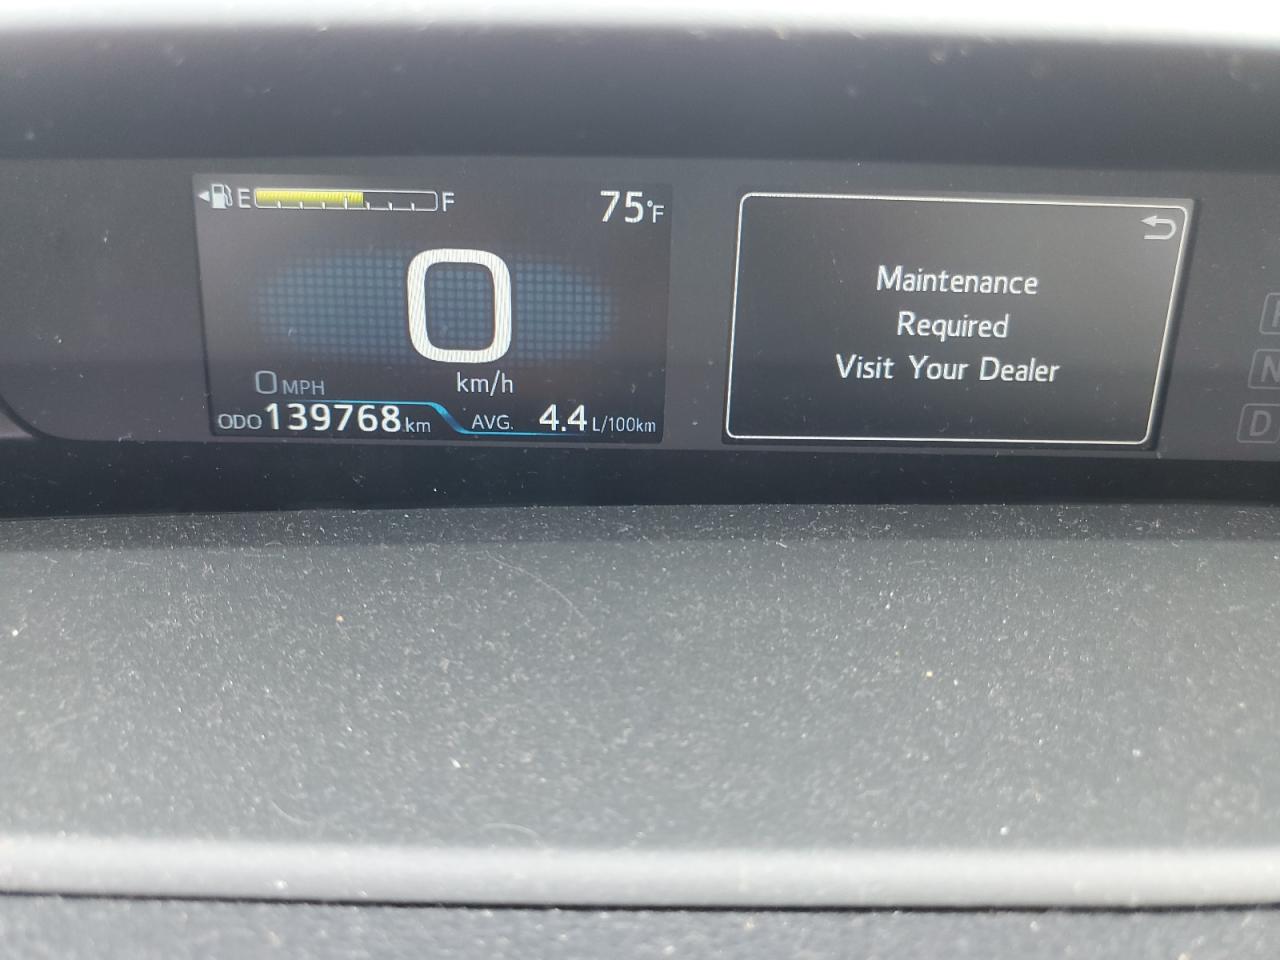 E F 75°F
0
0 MPH km/h
ODO 139768 km AVG. 4.4 L/100km
Maintenance
Required
Visit Your Dealer
N
D